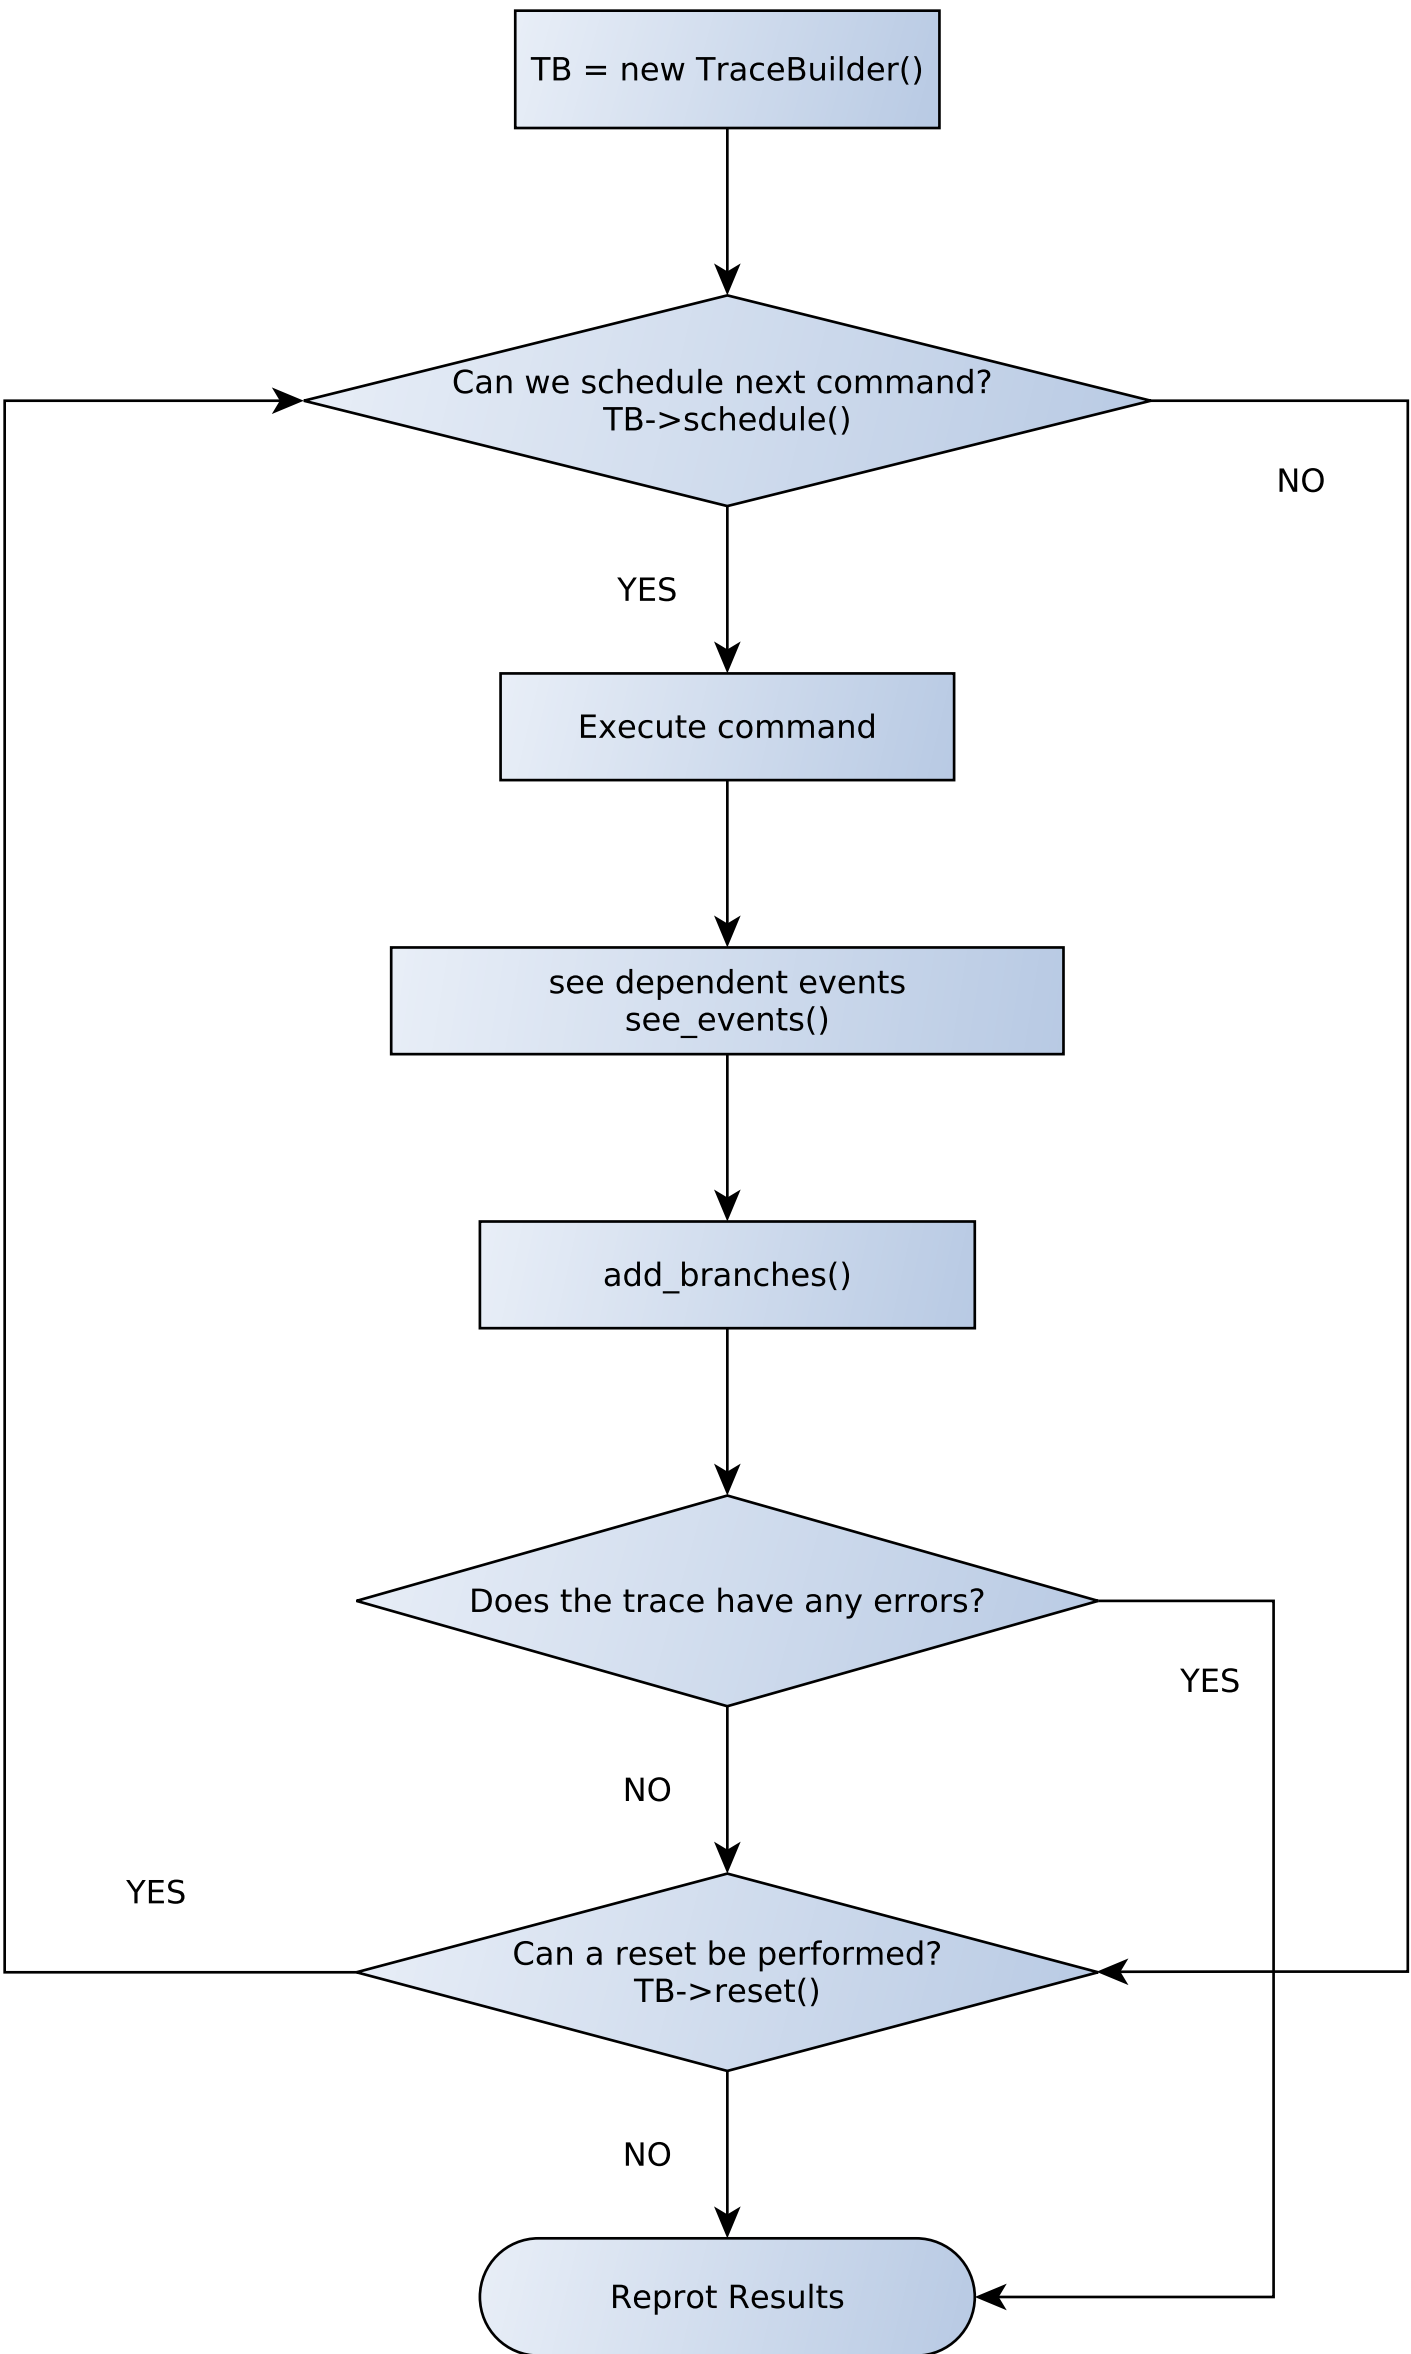 TB = new TraceBuilder()
Can we schedule next command?
TB->schedule()
NO
YES
Execute command
see dependent events
see_events()
add_branches()
Does the trace have any errors?
YES
NO
YES
Can a reset be performed?
TB->reset()
NO
Reprot Results